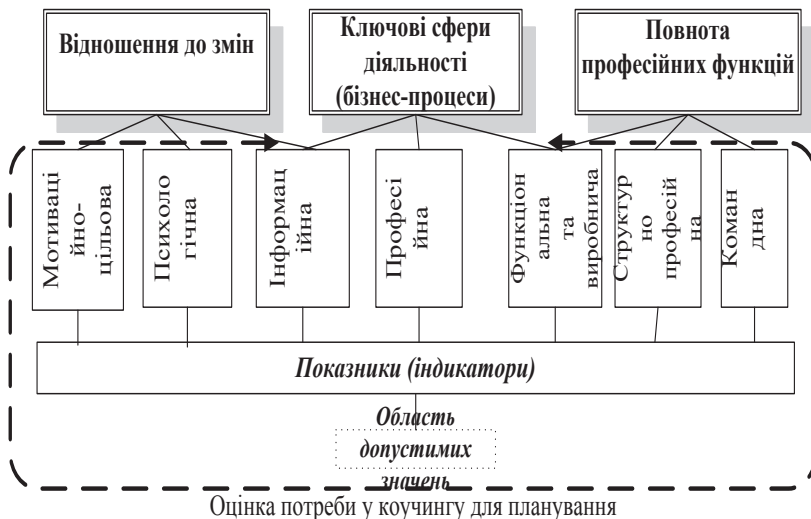 Відношення до змін
Ключові сфери
діяльності
(бізнес-процеси)
Повнота
професійних функцій
Мотиваці
йно-
цільова
Психоло
гічна
Інформац
ійна
Професі
йна
Функціон
альна
та
виробнича
Структур
но
професій
на
Коман
дна
Показники (індикатори)
Область
допустимих
значень
Оцінка потреби у коучингу для планування